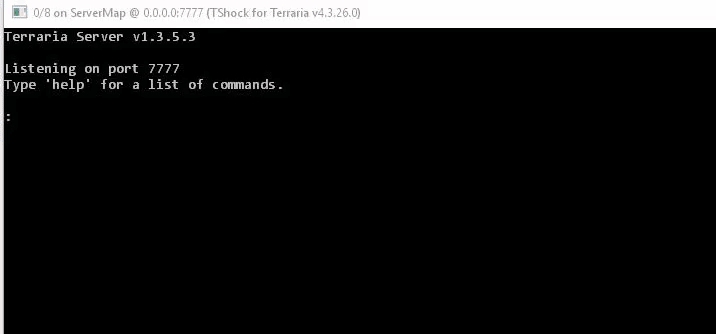 0/8 on ServerMap @ 0.0.0.0:7777 (TShock for Terraria v4.3.26.0)
Terraria Server v1.3.5.3
Listening on port 7777
Type 'help' for a list of commands.
: